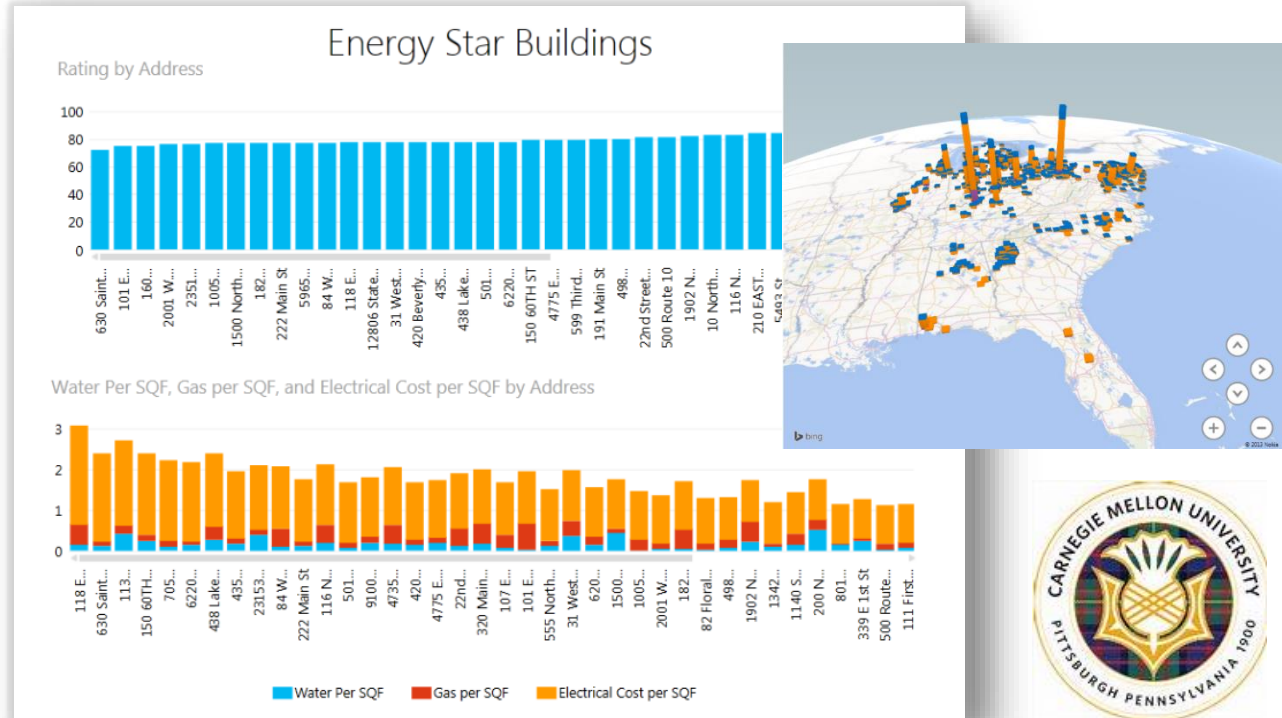 Energy Star Buildings
Rating by Address
100
80
60
40
20
0
630 Saint...
101 E...
160...
2001 W...
2351...
1005...
1500 North...
182...
222 Main St
5965...
84 W...
118 E...
12806 State...
31 West...
420 Beverly...
435...
438 Lake...
501...
6220...
150 60TH ST
4775 E...
599 Third...
191 Main St
498...
22nd Street...
500 Route 10
1902 N...
10 North...
116 N...
210 EAST...
5493 St
bing
© 2013 Nokia
Water Per SQF, Gas per SQF, and Electrical Cost per SQF by Address
3
2
1
0
118 E...
630 Saint...
113...
150 60TH...
705...
6220...
438 Lake...
435...
23153...
84 W...
222 Main St
116 N...
501...
9100...
4735...
420...
4775 E...
22nd...
320 Main...
107 E...
101 E...
555 North...
31 West...
620...
1500...
1005...
2001 W...
182...
82 Floral...
498...
1902 N...
1342...
1140 S...
200 N...
801...
339 E 1st St
500 Route...
111 First...
Water Per SQF
Gas per SQF
Electrical Cost per SQF
CARNEGIE MELLON UNIVERSITY
PITTSBURGH PENNSYLVANIA 1900